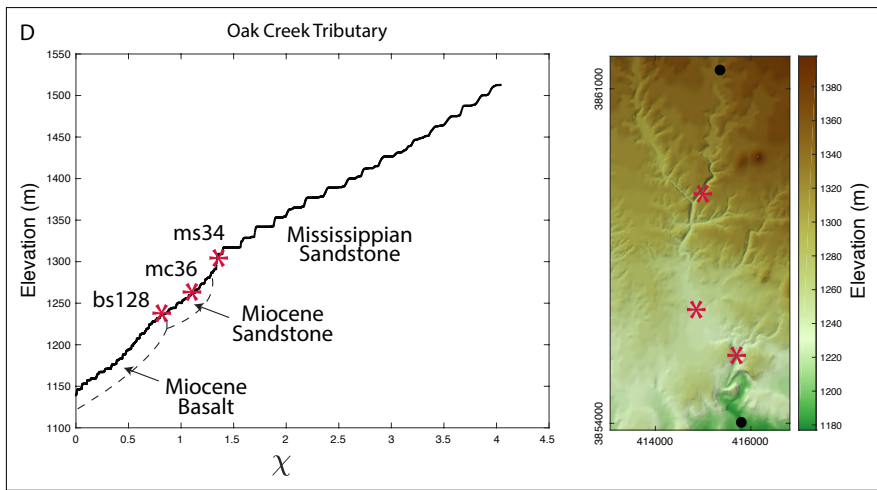 D
Oak Creek Tributary
1550
1500
1450
1400
1350
1300
1250
1200
1150
1100
Elevation (m)
ms34
mc36
bs128
Mississippian
Sandstone
Miocene
Sandstone
Miocene
Basalt
0 0.5 1 1.5 2 2.5 3 3.5 4 4.5
χ
3861000
3854000
414000 416000
1380
1360
1340
1320
1300
1280
1260
1240
1220
1200
1180
Elevation (m)